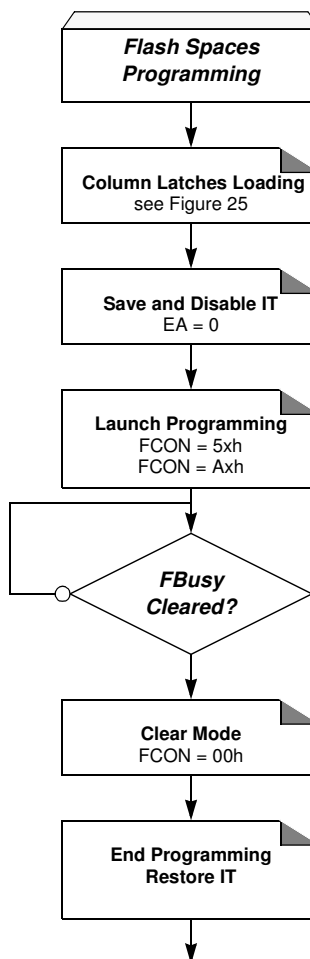 Flash Spaces
Programming
Column Latches Loading
see Figure 25
Save and Disable IT
EA = 0
Launch Programming
FCON = 5xh
FCON = Axh
FBusy
Cleared?
Clear Mode
FCON = 00h
End Programming
Restore IT